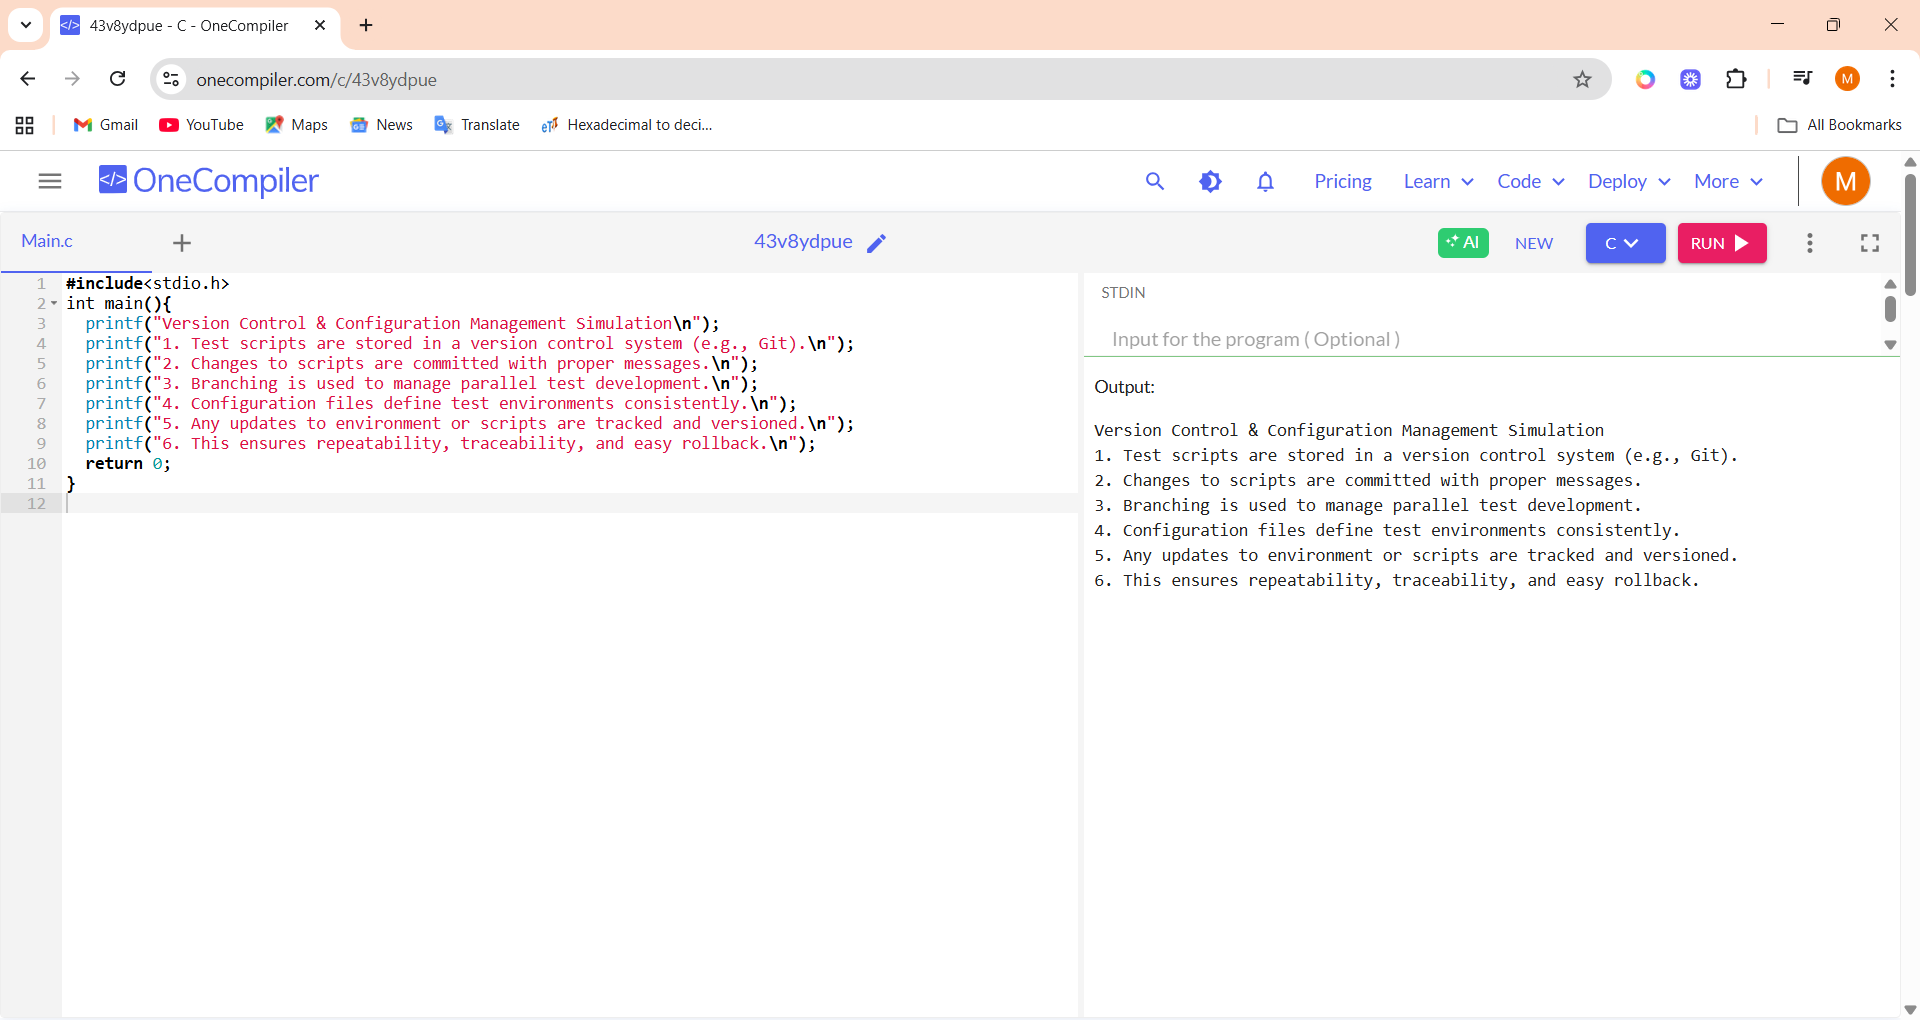 43v8ydpue - C - OneCompiler
onecompiler.com/c/43v8ydpue
M
Gmail
YouTube
Maps
News
Translate
Hexadecimal to deci...
All Bookmarks
</> OneCompiler
Pricing
Learn
Code
Deploy
More
M
Main.c
43v8ydpue
AI
NEW
C
RUN
1 #include<stdio.h>
2 int main(){
3 printf("Version Control & Configuration Management Simulation\n");
4 printf("1. Test scripts are stored in a version control system (e.g., Git).\n");
5 printf("2. Changes to scripts are committed with proper messages.\n");
6 printf("3. Branching is used to manage parallel test development.\n");
7 printf("4. Configuration files define test environments consistently.\n");
8 printf("5. Any updates to environment or scripts are tracked and versioned.\n");
9 printf("6. This ensures repeatability, traceability, and easy rollback.\n");
10 return 0;
11 }
12
STDIN
Input for the program ( Optional )
Output:
Version Control & Configuration Management Simulation
1. Test scripts are stored in a version control system (e.g., Git).
2. Changes to scripts are committed with proper messages.
3. Branching is used to manage parallel test development.
4. Configuration files define test environments consistently.
5. Any updates to environment or scripts are tracked and versioned.
6. This ensures repeatability, traceability, and easy rollback.